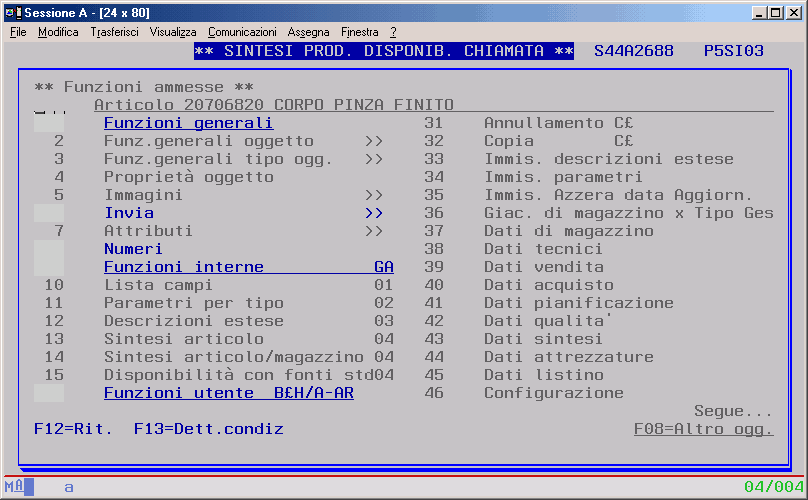 Sessione A - [24 x 80]
File Modifica Trasferisci Visualizza Comunicazioni Assegna Finestra ?
** SINTESI PROD. DISPONIB. CHIAMATA ** S44A2688 P5SI03
** Funzioni ammesse **
Articolo 20706820 CORPO PINZA FINITO
Funzioni generali 31 Annullamento C£
2 Funz.generali oggetto >> 32 Copia C£
3 Funz.generali tipo ogg. >> 33 Immis. descrizioni estese
4 Proprietà oggetto 34 Immis. parametri
5 Immagini >> 35 Immis. Azzera data Aggiorn.
Invia >> 36 Giac. di magazzino x Tipo Ges
7 Attributi >> 37 Dati di magazzino
Numeri 38 Dati tecnici
Funzioni interne GA 39 Dati vendita
10 Lista campi 01 40 Dati acquisto
11 Parametri per tipo 02 41 Dati pianificazione
12 Descrizioni estese 03 42 Dati qualita'
13 Sintesi articolo 04 43 Dati sintesi
14 Sintesi articolo/magazzino 04 44 Dati attrezzature
15 Disponibilità con fonti std04 45 Dati listino
Funzioni utente B£H/A-AR 46 Configurazione
Segue...
F12=Rit. F13=Dett.condiz F08=Altro ogg.
MA a 04/004